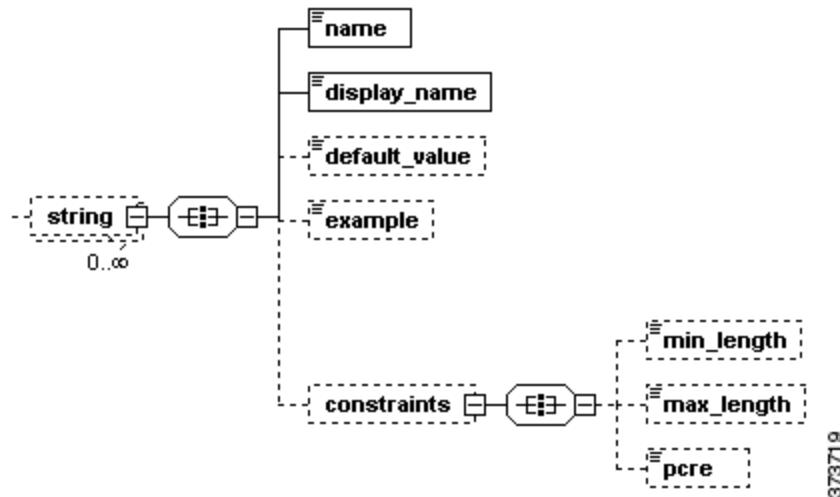 name
display_name
default_value
string
0..∞
example
constraints
min_length
max_length
pcre
373719